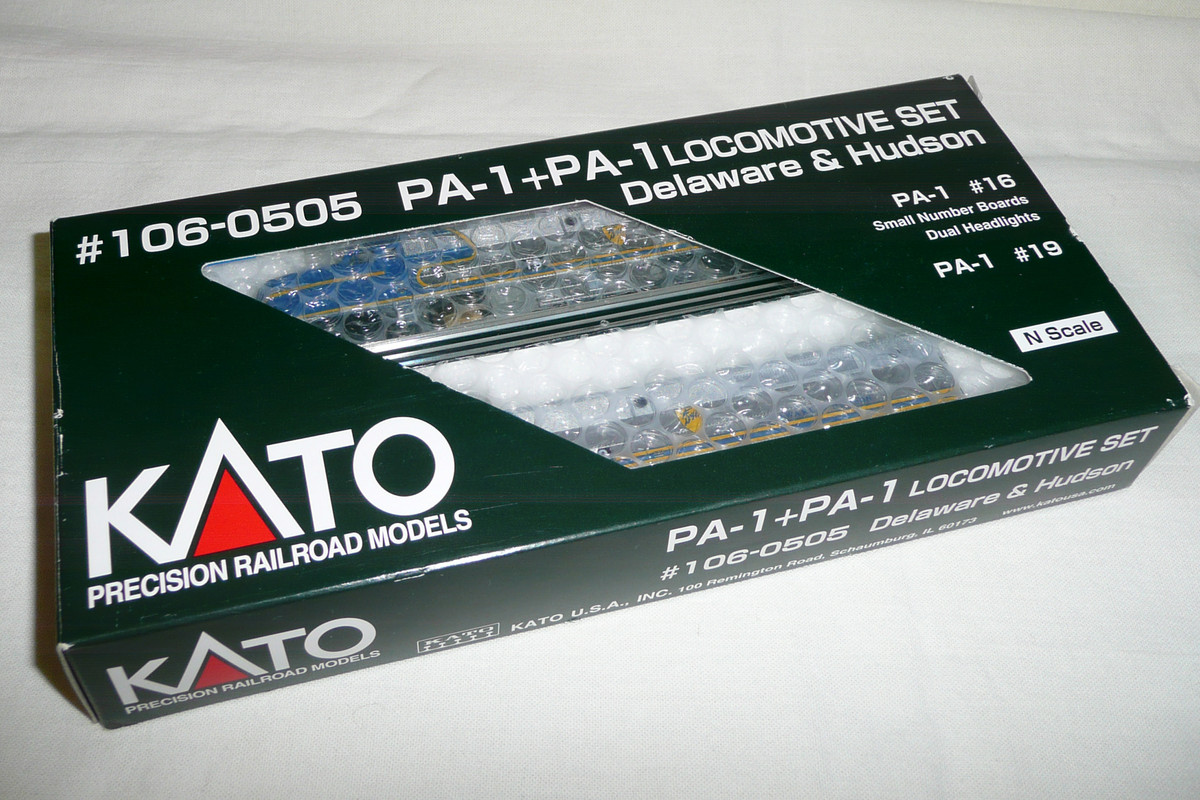 #106-0505 PA-1+PA-1 LOCOMOTIVE SET
Delaware & Hudson
PA-1 #16
Small Number Boards
Dual Headlights
PA-1 #19
N Scale
KATO
PRECISION RAILROAD MODELS
PA-1+PA-1 LOCOMOTIVE SET
#106-0505 Delaware & Hudson
KATO U.S.A., INC. 100 Remington Road, Schaumburg, IL 60173 www.katousa.com
KATO
KATO
PRECISION RAILROAD MODELS